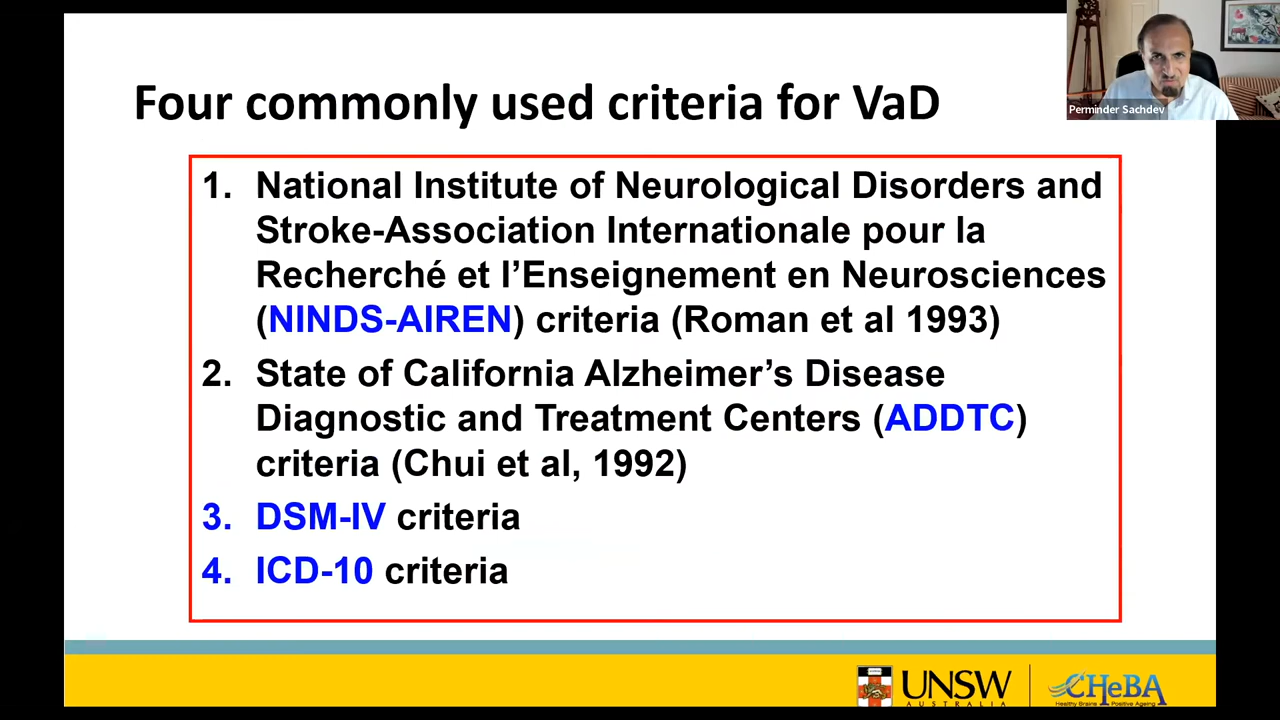 Four commonly used criteria for VaD
Perminder Sachdev
1. National Institute of Neurological Disorders and
Stroke-Association Internationale pour la
Recherché et l’Enseignement en Neurosciences
(NINDS-AIREN) criteria (Roman et al 1993)
2. State of California Alzheimer’s Disease
Diagnostic and Treatment Centers (ADDTC)
criteria (Chui et al, 1992)
3. DSM-IV criteria
4. ICD-10 criteria
UNSW
AUSTRALIA
CHeBA
Healthy Brains Positive Ageing